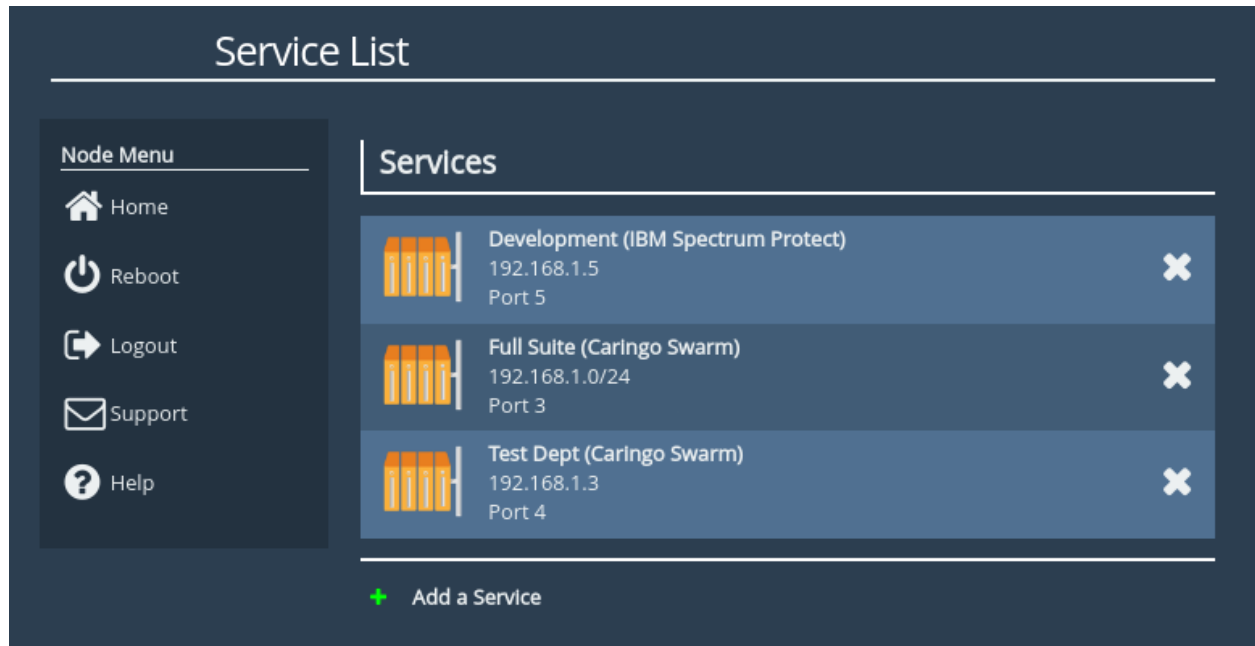 Service List
Node Menu
Home
Reboot
Logout
Support
Help
Services
Development (IBM Spectrum Protect)
192.168.1.5
Port 5
Full Suite (Caringo Swarm)
192.168.1.0/24
Port 3
Test Dept (Caringo Swarm)
192.168.1.3
Port 4
Add a Service